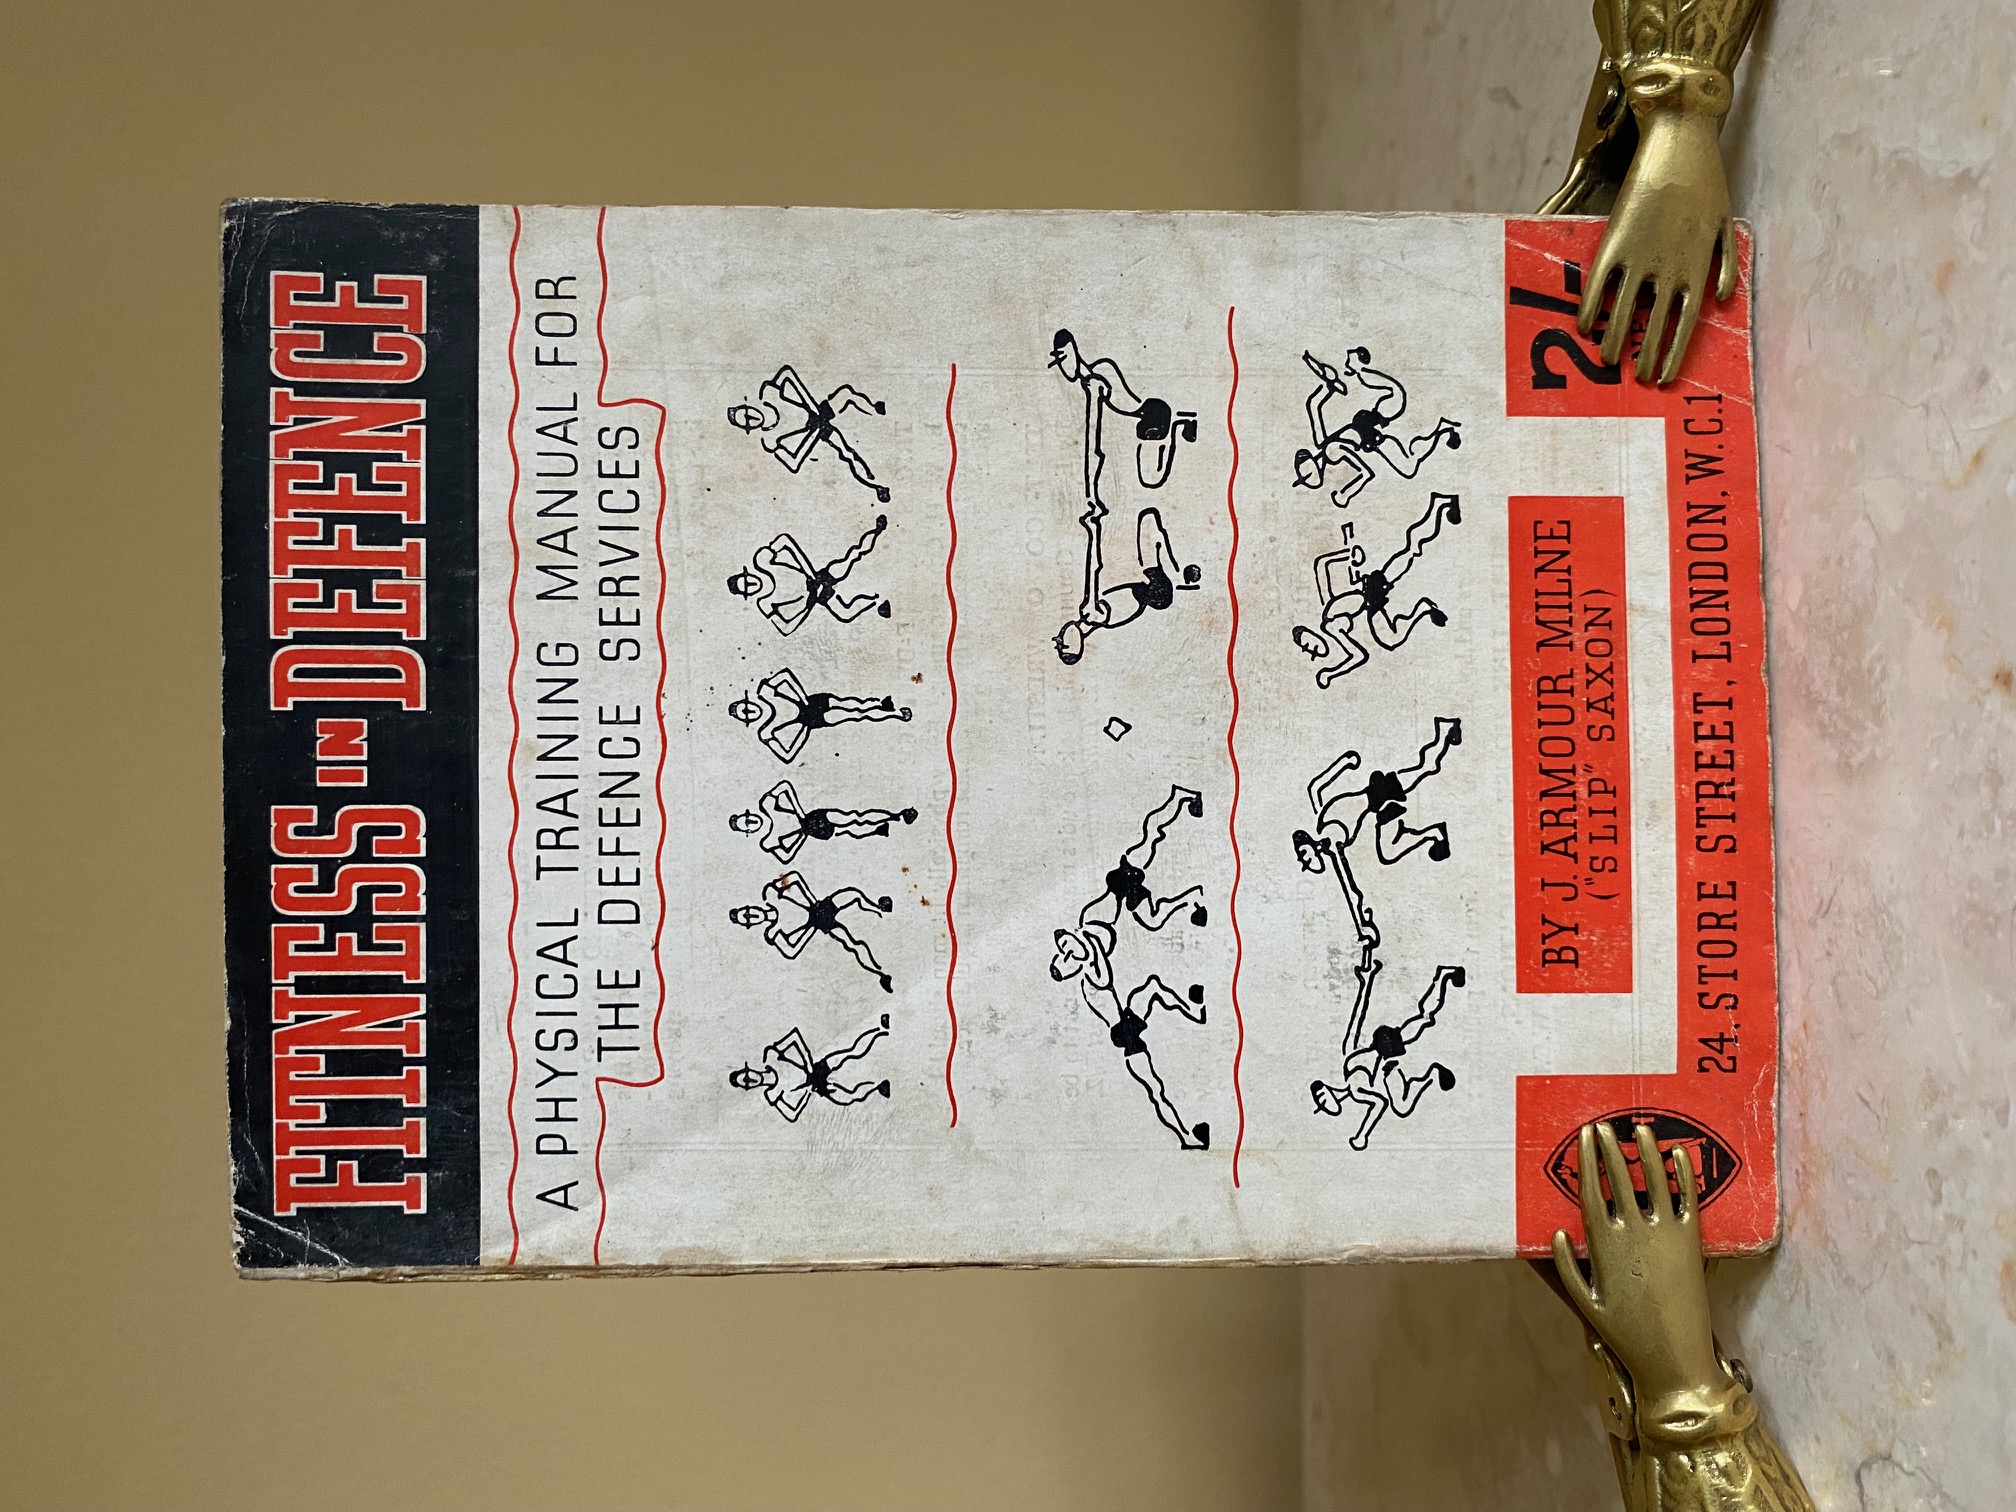 FITNESS IN DEFENCE
A PHYSICAL TRAINING MANUAL FOR
THE DEFENCE SERVICES
2/-
BY J. ARMOUR MILNE
("SLIP" SAXON)
24, STORE STREET, LONDON, W.C.1